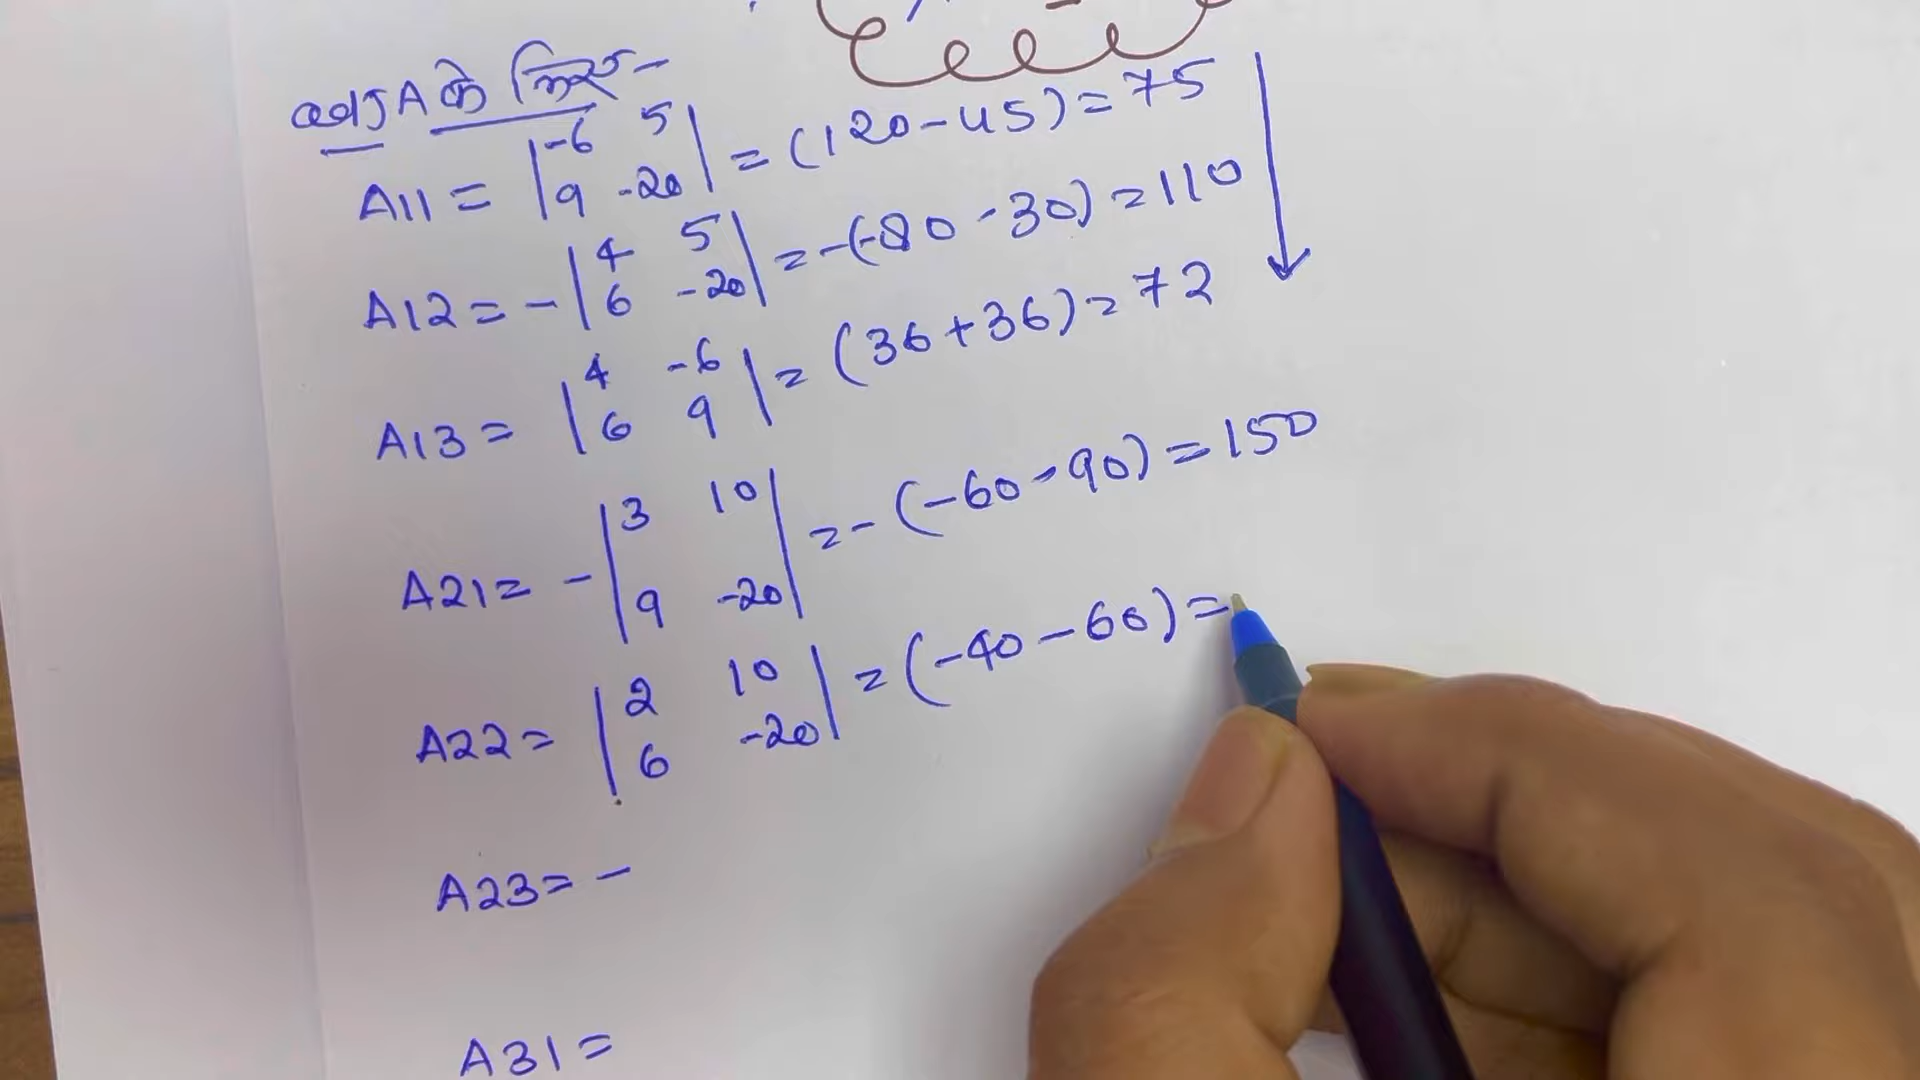 adjA के लिए -
A11 = |-6 5| = (120-45) = 75
|9 -20|
A12 = - |4 5| = -(-80-30) = 110
|6 -20|
A13 = |4 -6| = (36+36) = 72
|6 9|
A21 = - |3 10| = -(-60-90) = 150
|9 -20|
A22 = |2 10| = (-40-60) =
|6 -20|
A23 = -
A31 =